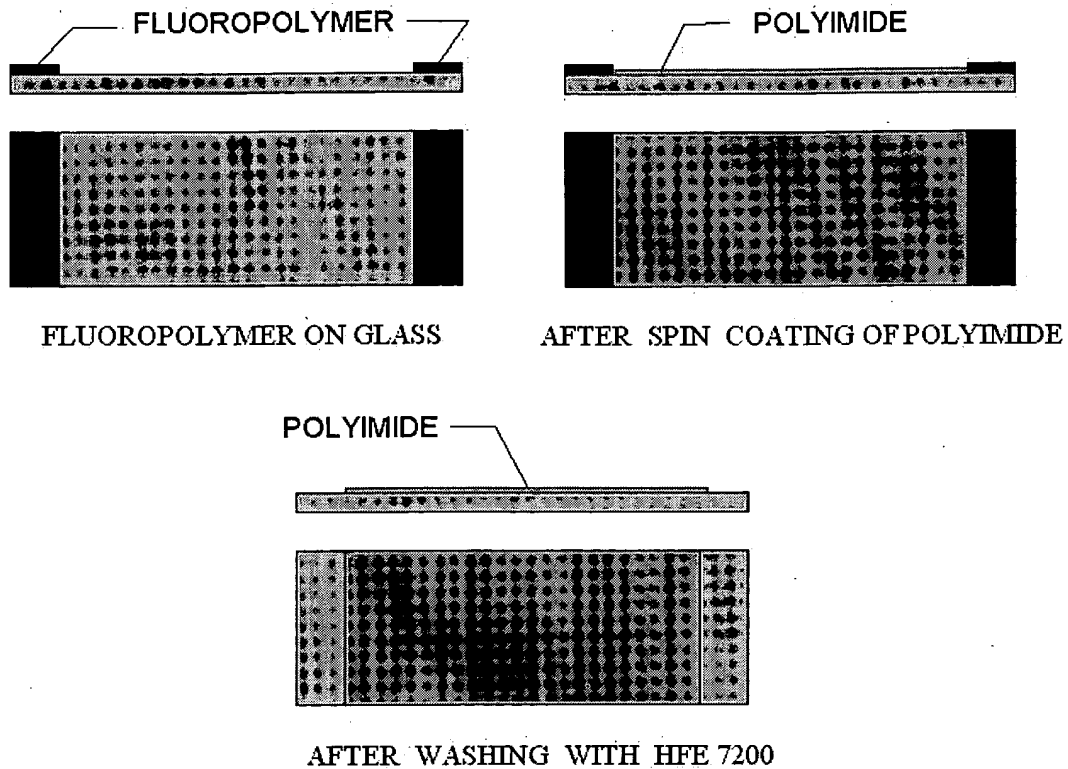 FLUOROPOLYMER
POLYIMIDE
FLUOROPOLYMER ON GLASS
AFTER SPIN COATING OF POLYIMIDE
POLYIMIDE
AFTER WASHING WITH HFE 7200